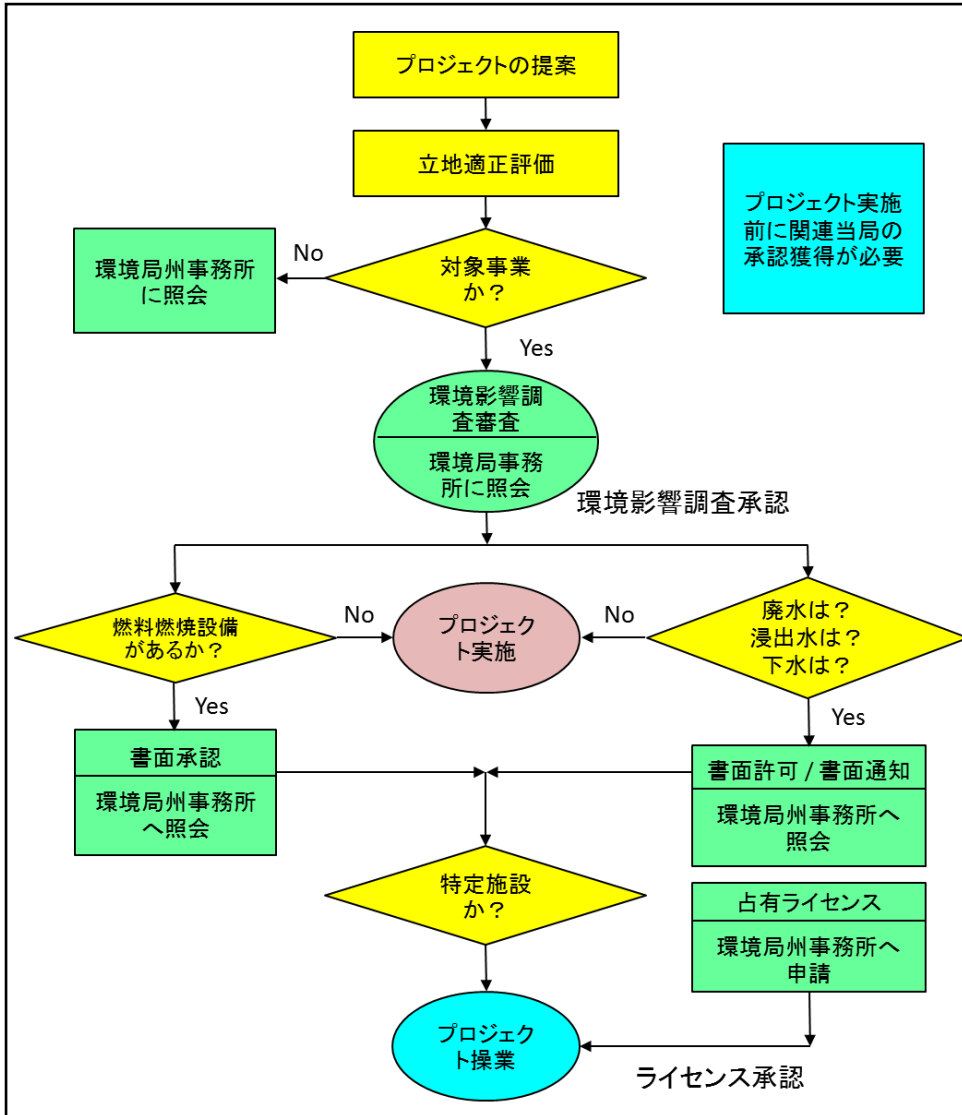 プロジェクトの提案
立地適正評価
プロジェクト実施
前に関連当局の
承認獲得が必要
対象事業
か？
No
環境局州事務所
に照会
Yes
環境影響調
査審査
環境局事務
所に照会
環境影響調査承認
燃料燃焼設備
があるか？
No
プロジェク
ト実施
No
廃水は？
浸出水は？
下水は？
Yes
Yes
書面承認
環境局州事務所
へ照会
書面許可 / 書面通知
環境局州事務所へ
照会
特定施設
か？
占有ライセンス
環境局州事務所へ
申請
プロジェク
ト操業
ライセンス承認